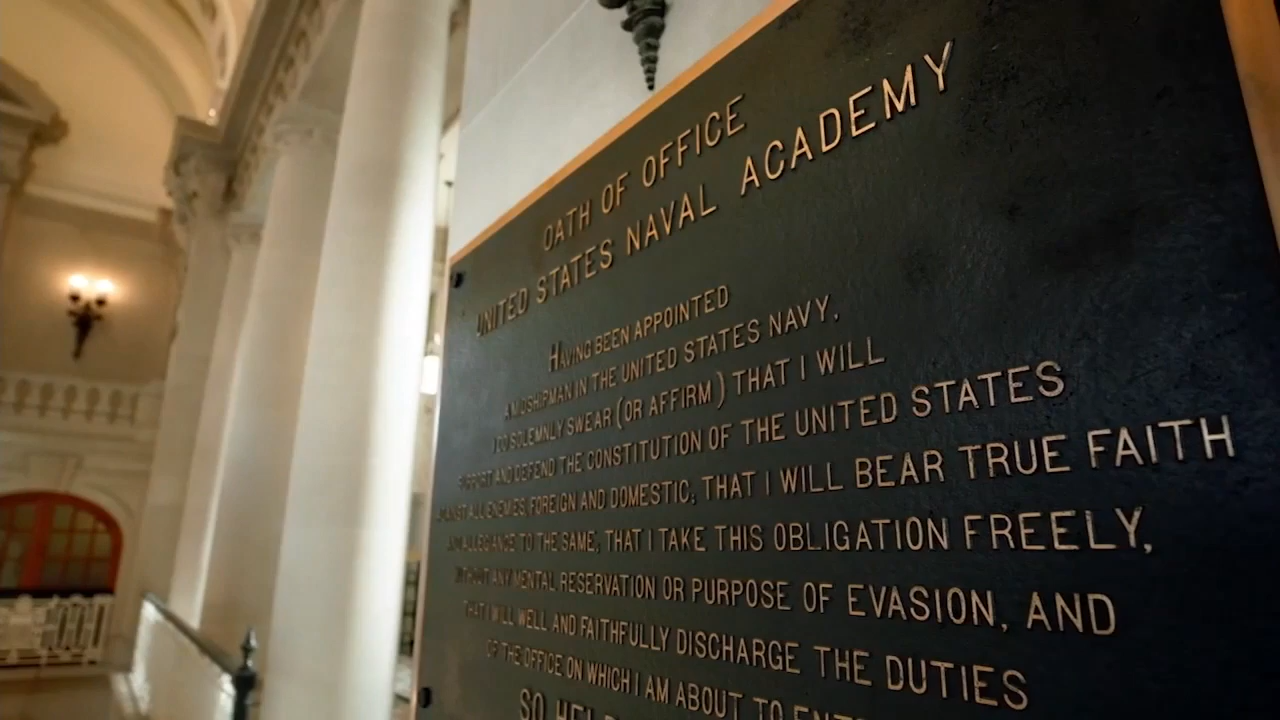 OATH OF OFFICE
UNITED STATES NAVAL ACADEMY
HAVING BEEN APPOINTED
A MIDSHIPMAN IN THE UNITED STATES NAVY,
I DO SOLEMNLY SWEAR (OR AFFIRM) THAT I WILL
SUPPORT AND DEFEND THE CONSTITUTION OF THE UNITED STATES
AGAINST ALL ENEMIES, FOREIGN AND DOMESTIC; THAT I WILL BEAR TRUE FAITH
AND ALLEGIANCE TO THE SAME; THAT I TAKE THIS OBLIGATION FREELY,
WITHOUT ANY MENTAL RESERVATION OR PURPOSE OF EVASION, AND
THAT I WILL WELL AND FAITHFULLY DISCHARGE THE DUTIES
OF THE OFFICE ON WHICH I AM ABOUT TO
SO HELP